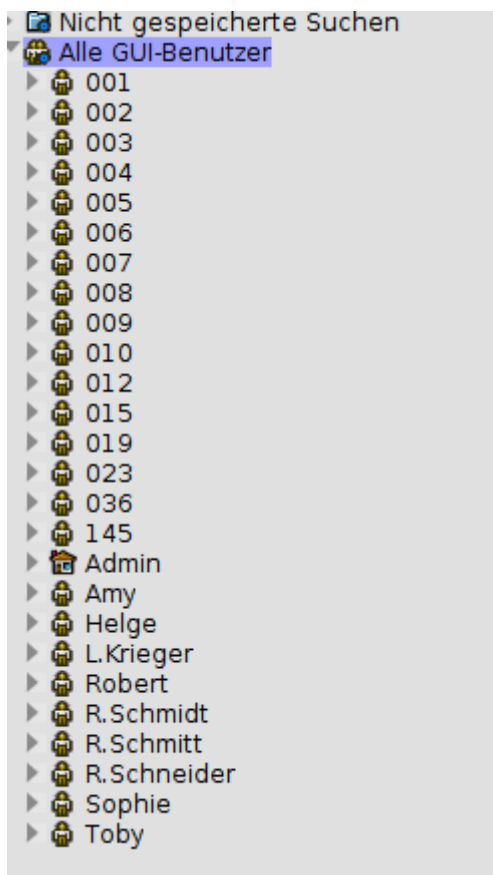 Nicht gespeicherte Suchen
Alle GUI-Benutzer
001
002
003
004
005
006
007
008
009
010
012
015
019
023
036
145
Admin
Amy
Helge
L.Krieger
Robert
R.Schmidt
R.Schmitt
R.Schneider
Sophie
Toby